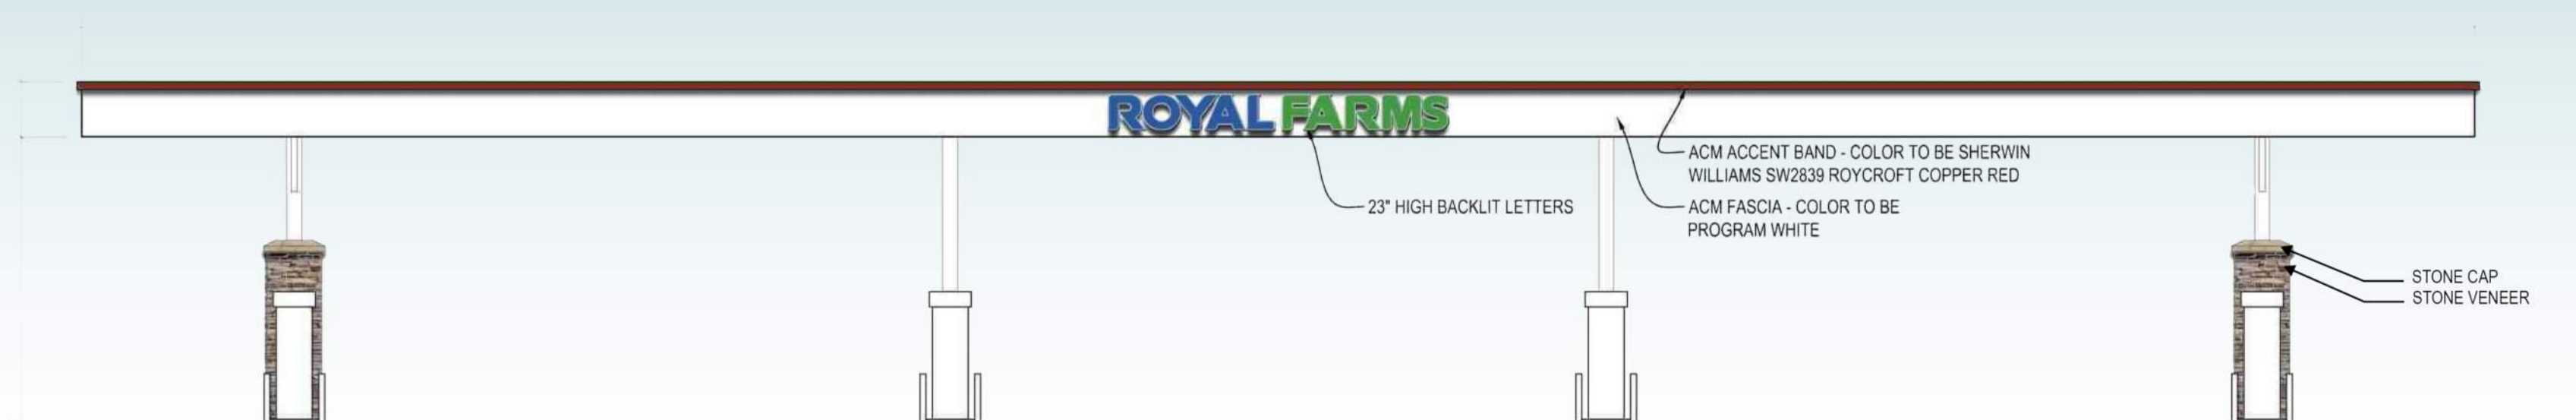 ROYAL FARMS
ACM ACCENT BAND - COLOR TO BE SHERWIN
WILLIAMS SW2839 ROYCROFT COPPER RED
23" HIGH BACKLIT LETTERS
ACM FASCIA - COLOR TO BE
PROGRAM WHITE
STONE CAP
STONE VENEER